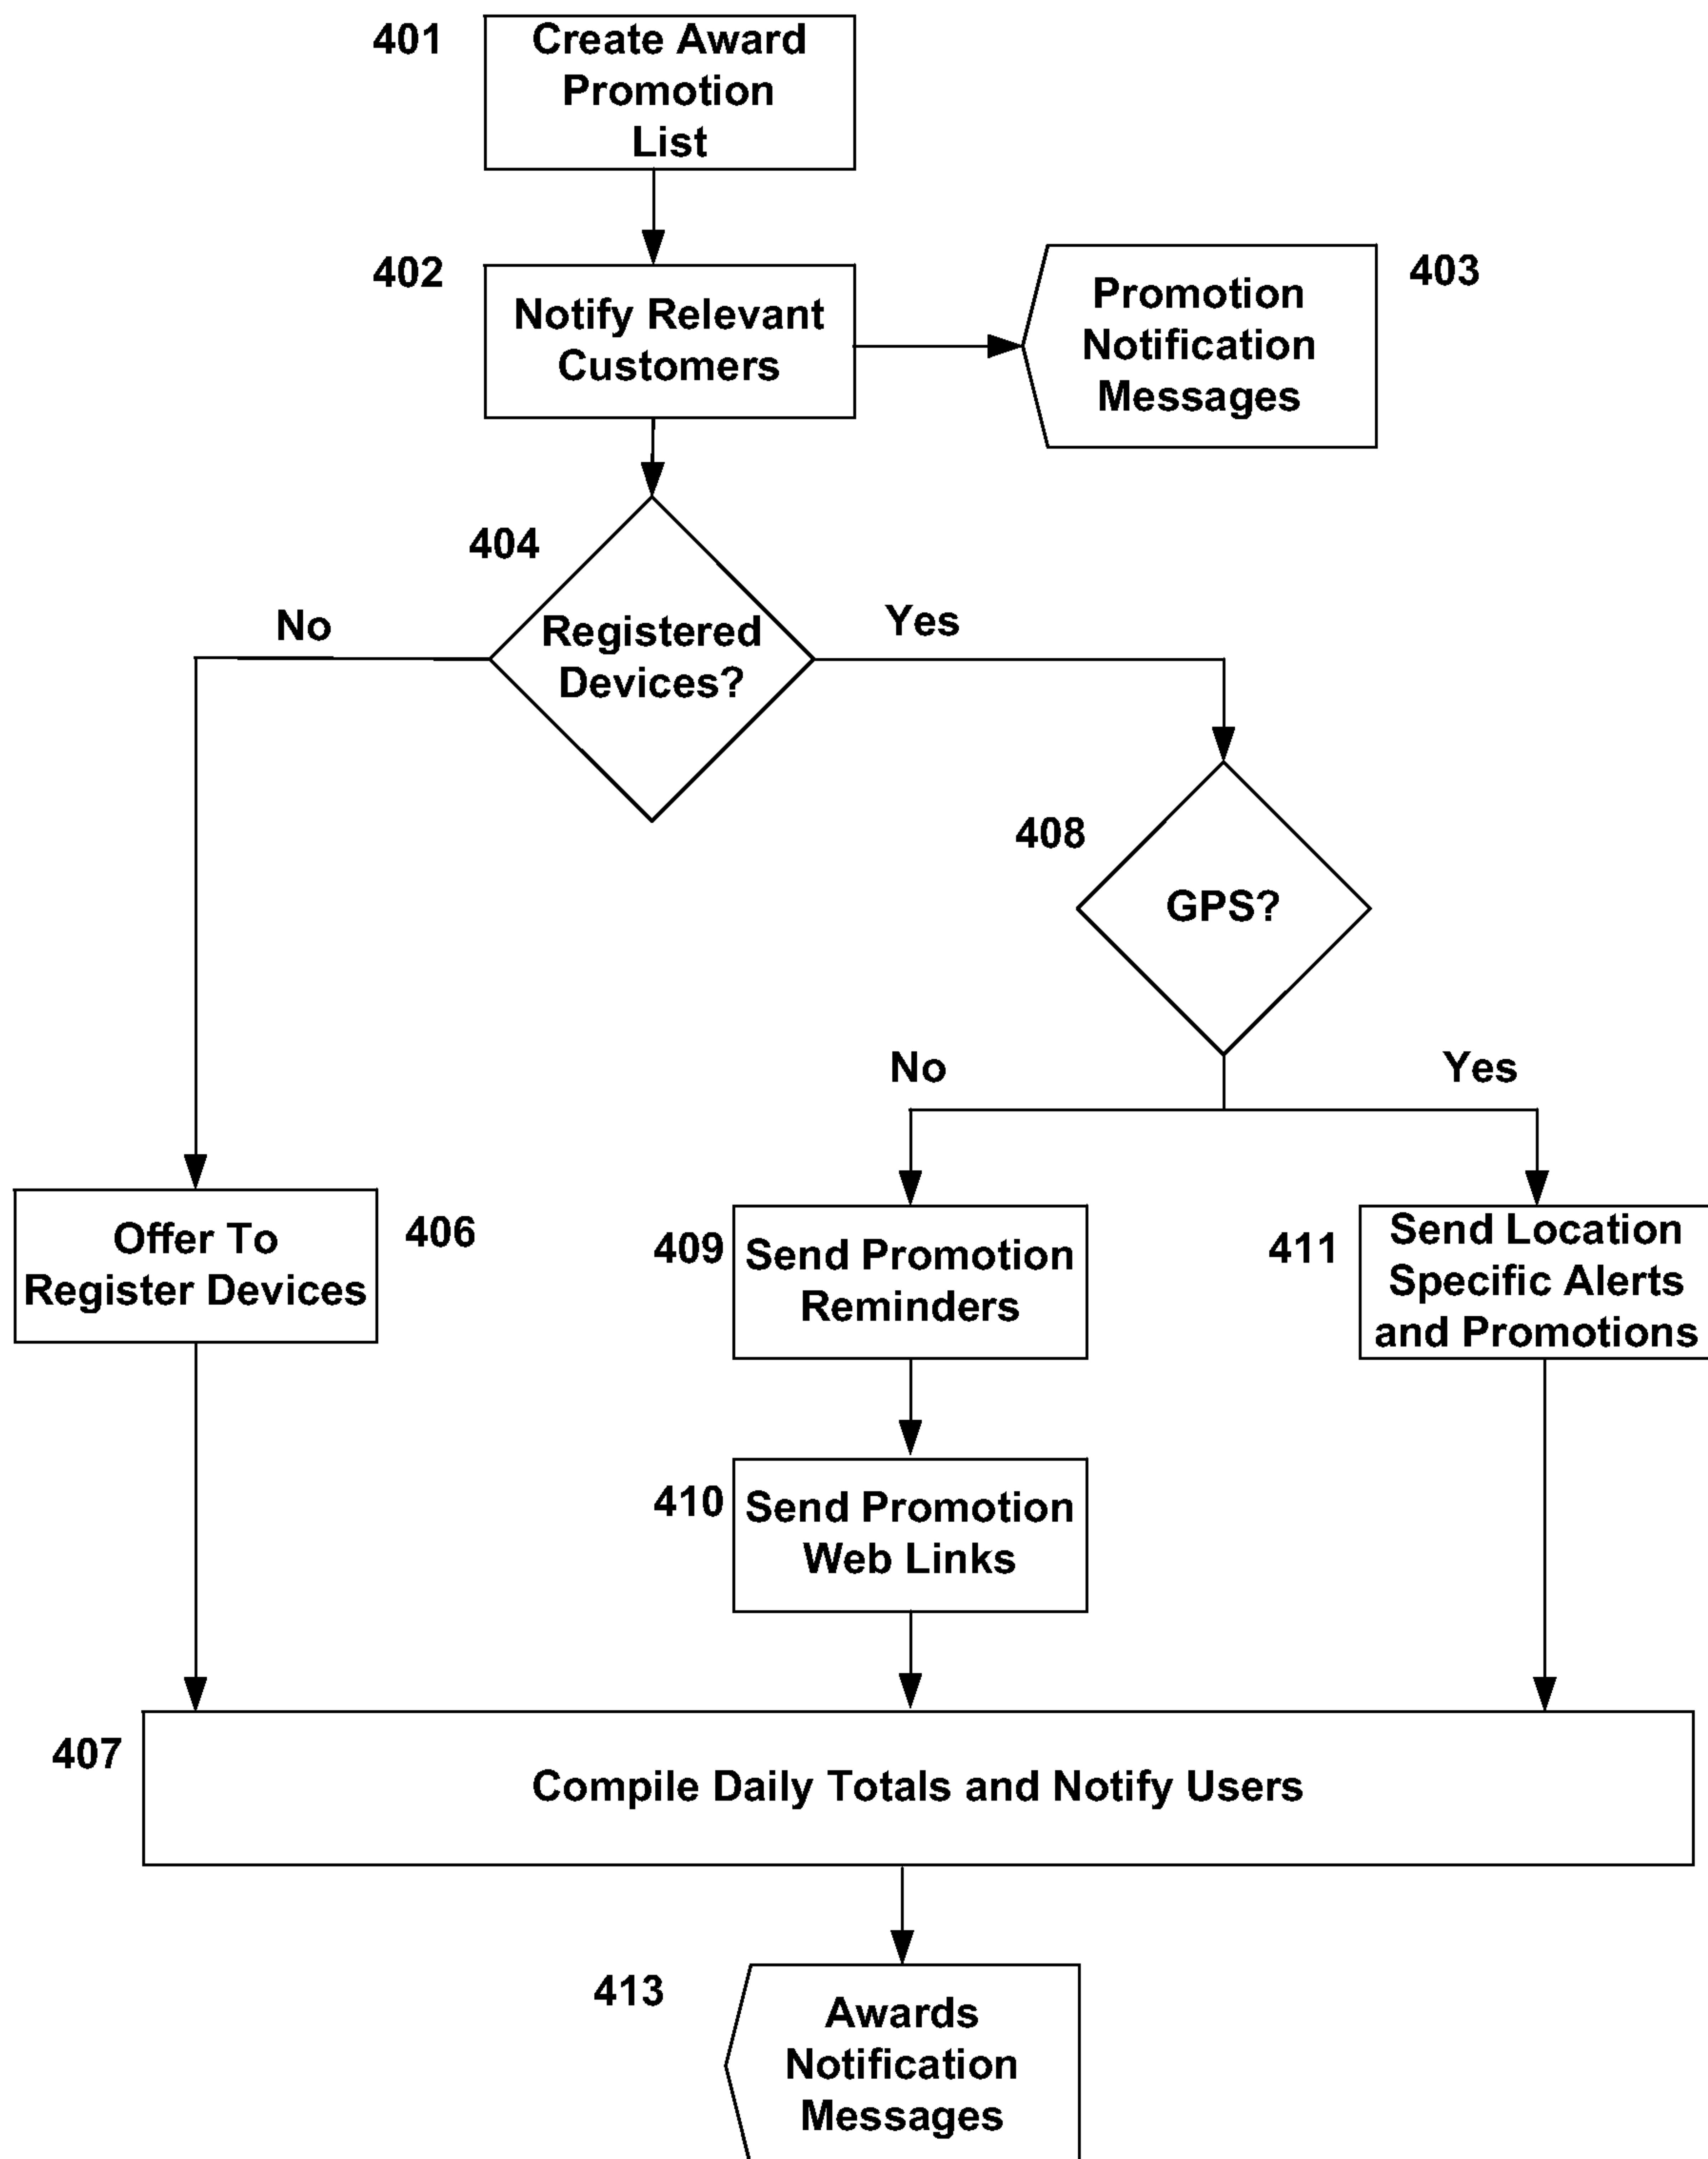 401
Create Award
Promotion
List
402
Notify Relevant
Customers
Promotion
Notification
Messages
403
404
Registered
Devices?
No
Yes
408
GPS?
No
Yes
Offer To
Register Devices
406
409
Send Promotion
Reminders
411
Send Location
Specific Alerts
and Promotions
410
Send Promotion
Web Links
407
Compile Daily Totals and Notify Users
413
Awards
Notification
Messages